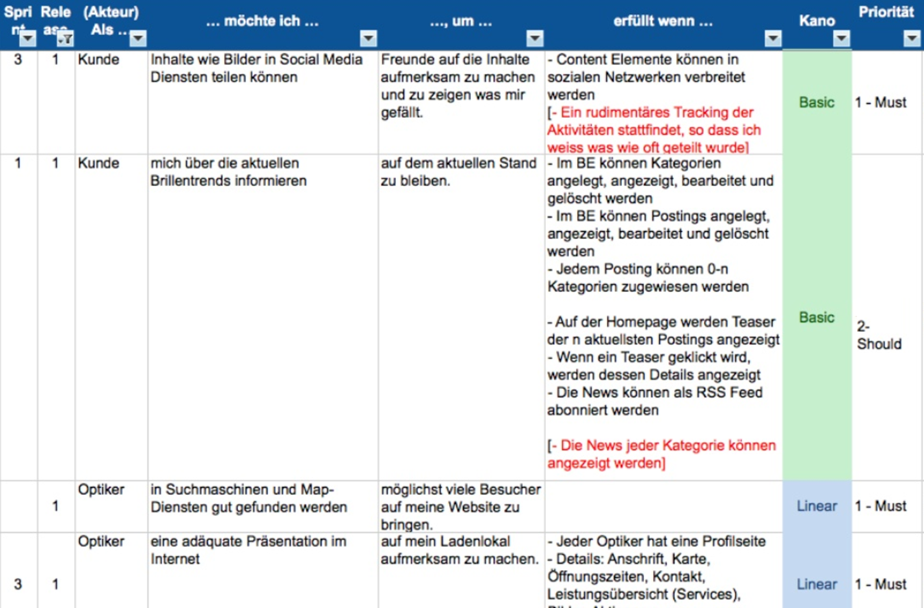 Spri
nt
Rele
ase
(Akteur)
Als ..
... möchte ich ...
..., um ...
erfüllt wenn ...
Kano
Priorität
3
1
Kunde
Inhalte wie Bilder in Social Media
Diensten teilen können
Freunde auf die Inhalte
aufmerksam zu machen
und zu zeigen was mir
gefällt.
- Content Elemente können in
sozialen Netzwerken verbreitet
werden
[- Ein rudimentäres Tracking der
Aktivitäten stattfindet, so dass ich
weiss was wie oft geteilt wurde]
Basic
1 - Must
1
1
Kunde
mich über die aktuellen
Brillentrends informieren
auf dem aktuellen Stand
zu bleiben.
- Im BE können Kategorien
angelegt, angezeigt, bearbeitet und
gelöscht werden
- Im BE können Postings angelegt,
angezeigt, bearbeitet und gelöscht
werden
- Jedem Posting können 0-n
Kategorien zugewiesen werden
- Auf der Homepage werden Teaser
der n aktuellsten Postings angezeigt
- Wenn ein Teaser geklickt wird,
werden dessen Details angezeigt
- Die News können als RSS Feed
abonniert werden
[- Die News jeder Kategorie können
angezeigt werden]
Basic
2-
Should
1
Optiker
in Suchmaschinen und Map-
Diensten gut gefunden werden
möglichst viele Besucher
auf meine Website zu
bringen.
Linear
1 - Must
3
1
Optiker
eine adäquate Präsentation im
Internet
auf mein Ladenlokal
aufmerksam zu machen.
- Jeder Optiker hat eine Profilseite
- Details: Anschrift, Karte,
Öffnungszeiten, Kontakt,
Leistungsübersicht (Services),
Linear
1 - Must